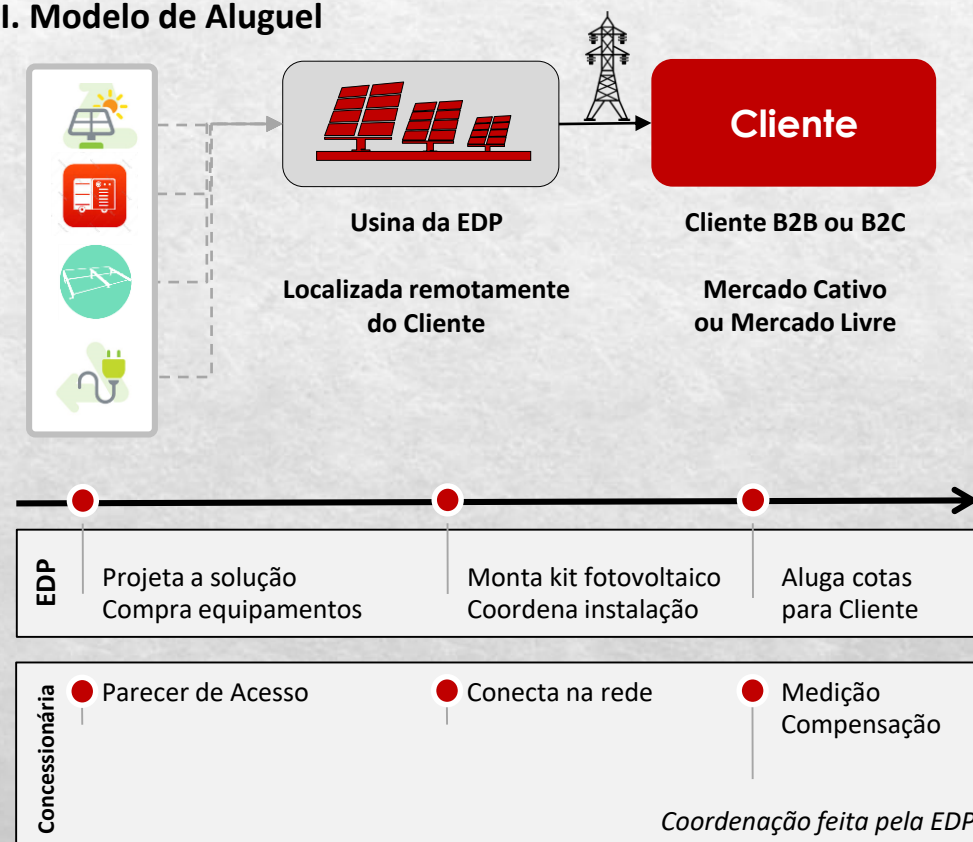 I. Modelo de Aluguel
Cliente
Usina da EDP
Localizada remotamente
do Cliente
Cliente B2B ou B2C
Mercado Cativo
ou Mercado Livre
EDP
Projeta a solução
Compra equipamentos
Monta kit fotovoltaico
Coordena instalação
Aluga cotas
para Cliente
Concessionária
Parecer de Acesso
Conecta na rede
Medição
Compensação
Coordenação feita pela EDP